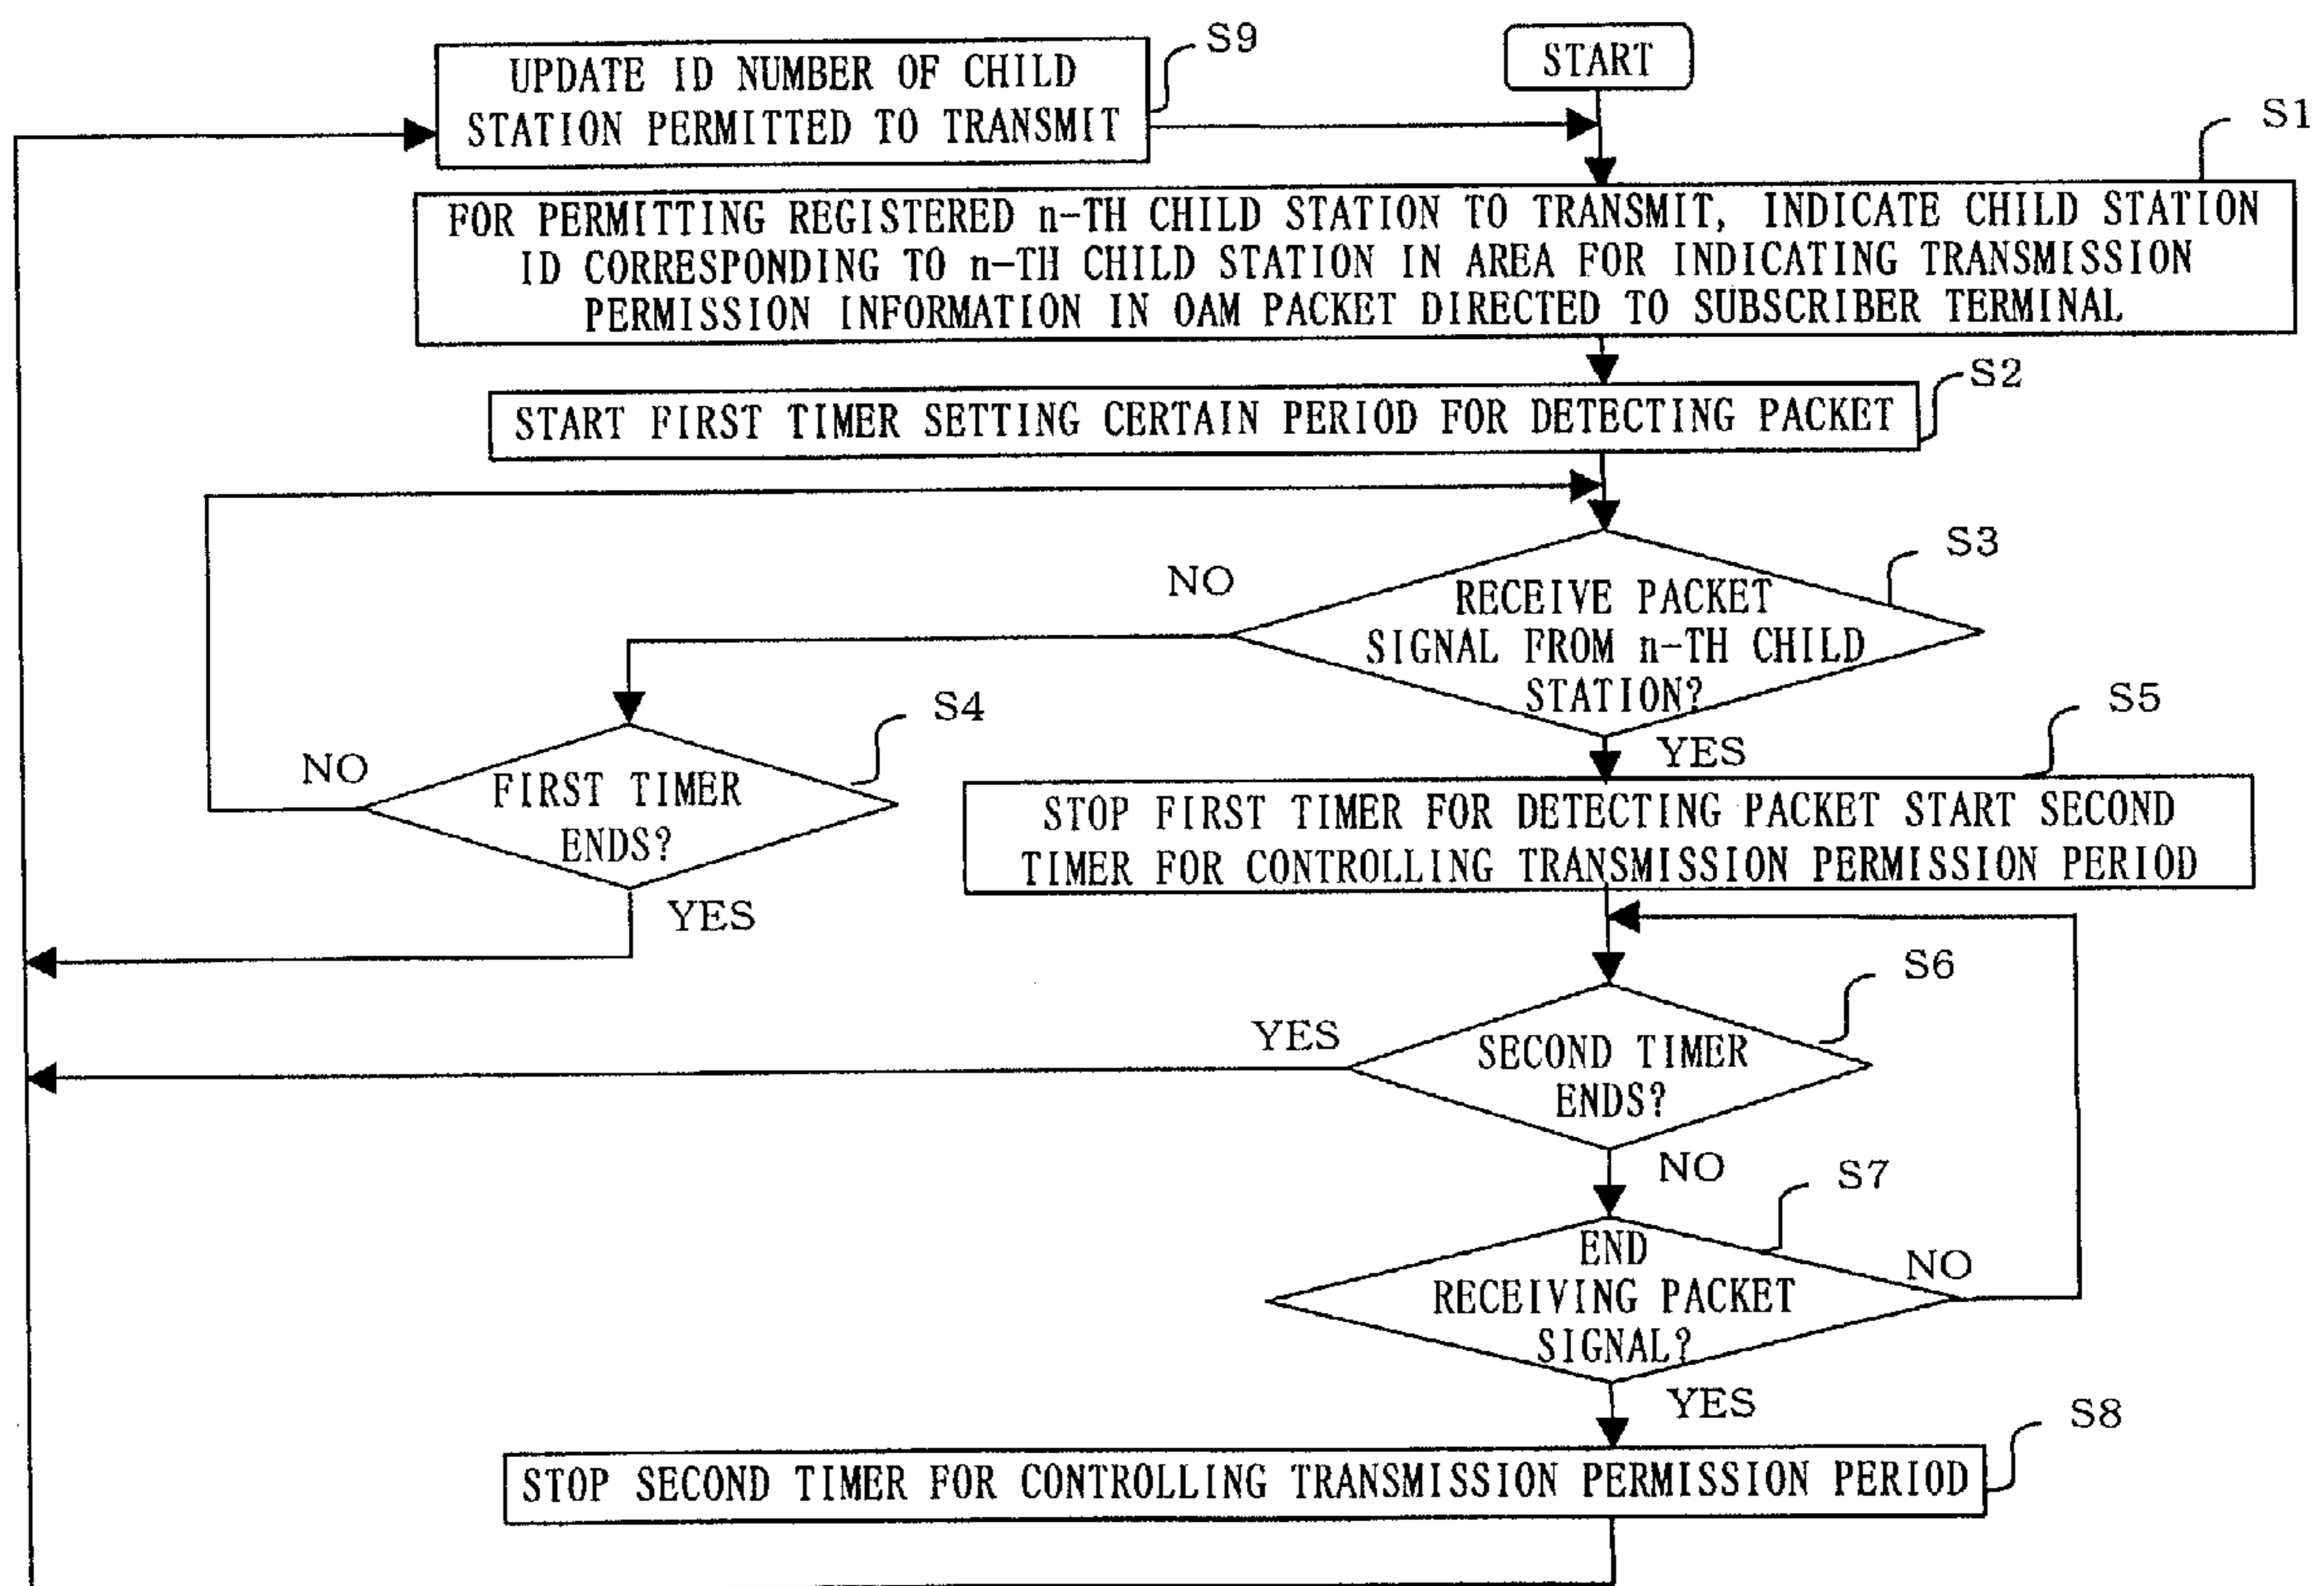 UPDATE ID NUMBER OF CHILD
STATION PERMITTED TO TRANSMIT
S9
START
S1
FOR PERMITTING REGISTERED n-TH CHILD STATION TO TRANSMIT, INDICATE CHILD STATION
ID CORRESPONDING TO n-TH CHILD STATION IN AREA FOR INDICATING TRANSMISSION
PERMISSION INFORMATION IN OAM PACKET DIRECTED TO SUBSCRIBER TERMINAL
S2
START FIRST TIMER SETTING CERTAIN PERIOD FOR DETECTING PACKET
S3
NO
RECEIVE PACKET
SIGNAL FROM n-TH CHILD
STATION?
YES
S4
NO
FIRST TIMER
ENDS?
YES
S5
STOP FIRST TIMER FOR DETECTING PACKET START SECOND
TIMER FOR CONTROLLING TRANSMISSION PERMISSION PERIOD
S6
YES
SECOND TIMER
ENDS?
NO
S7
END
RECEIVING PACKET
SIGNAL?
NO
YES
S8
STOP SECOND TIMER FOR CONTROLLING TRANSMISSION PERMISSION PERIOD